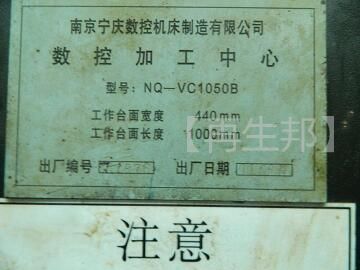 南京宁庆数控机床制造有限公司
数控加工中心
型号：NQ—VC1050B
工作台面宽度 440mm
工作台面长度 1000mm
出厂编号 出厂日期
【再生邦】
注意